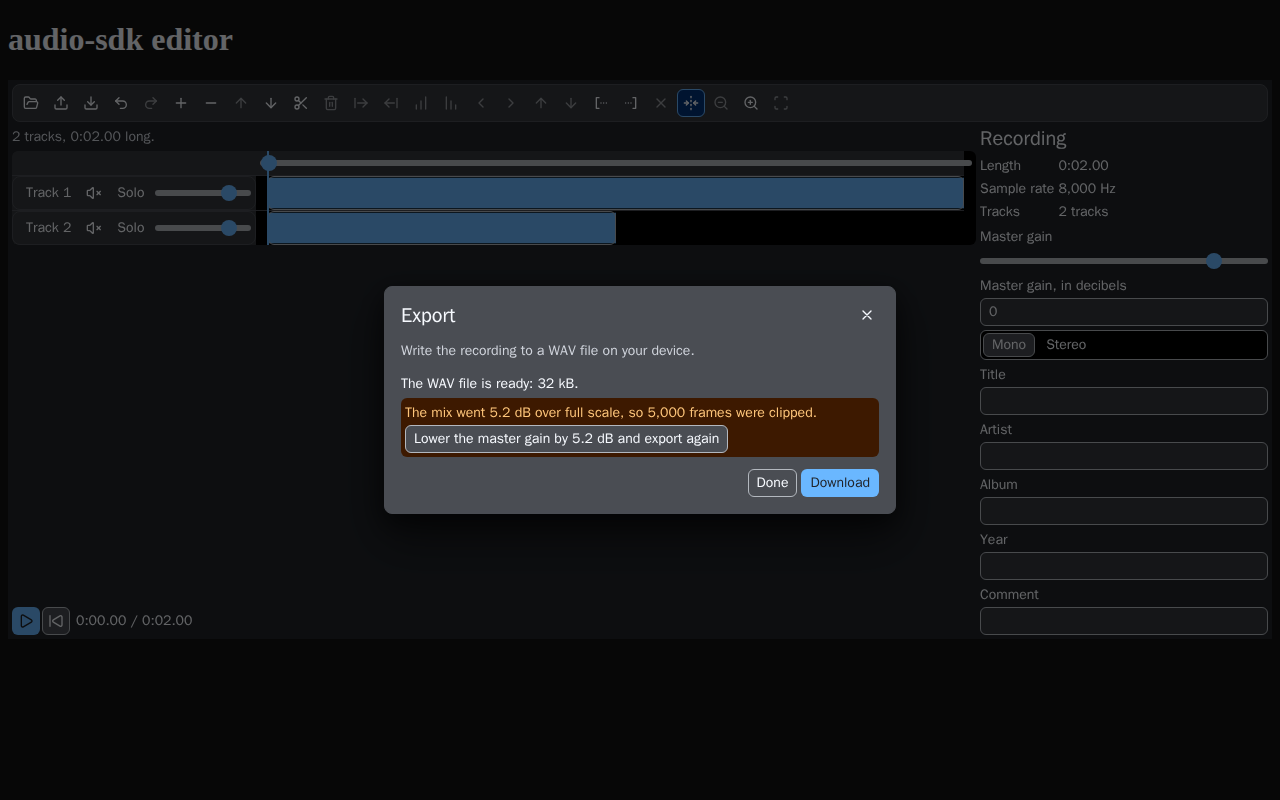 audio-sdk editor
2 tracks, 0:02.00 long.
Track 1 Solo
Track 2 Solo
Recording
Length 0:02.00
Sample rate 8,000 Hz
Tracks 2 tracks
Master gain
Master gain, in decibels
0
Mono Stereo
Title
Artist
Album
Year
Comment
Export
Write the recording to a WAV file on your device.
The WAV file is ready: 32 kB.
The mix went 5.2 dB over full scale, so 5,000 frames were clipped.
Lower the master gain by 5.2 dB and export again
Done Download
0:00.00 / 0:02.00